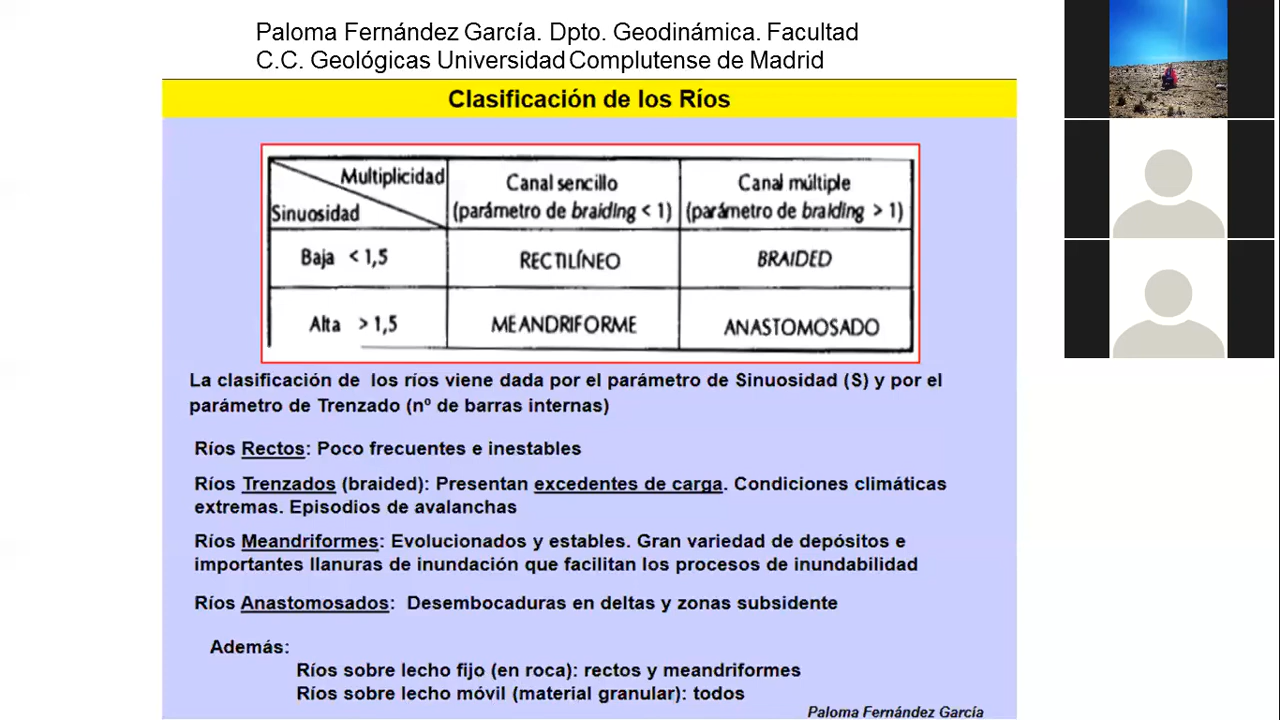 Paloma Fernández García. Dpto. Geodinámica. Facultad
C.C. Geológicas Universidad Complutense de Madrid
Clasificación de los Ríos
Multiplicidad
Sinuosidad
Canal sencillo
(parámetro de braiding < 1)
Canal múltiple
(parámetro de braiding > 1)
Baja < 1,5
RECTILÍNEO
BRAIDED
Alta > 1,5
MEANDRIFORME
ANASTOMOSADO
La clasificación de los ríos viene dada por el parámetro de Sinuosidad (S) y por el
parámetro de Trenzado (nº de barras internas)
Ríos Rectos: Poco frecuentes e inestables
Ríos Trenzados (braided): Presentan excedentes de carga. Condiciones climáticas
extremas. Episodios de avalanchas
Ríos Meandriformes: Evolucionados y estables. Gran variedad de depósitos e
importantes llanuras de inundación que facilitan los procesos de inundabilidad
Ríos Anastomosados: Desembocaduras en deltas y zonas subsidente
Además:
Ríos sobre lecho fijo (en roca): rectos y meandriformes
Ríos sobre lecho móvil (material granular): todos
Paloma Fernández García